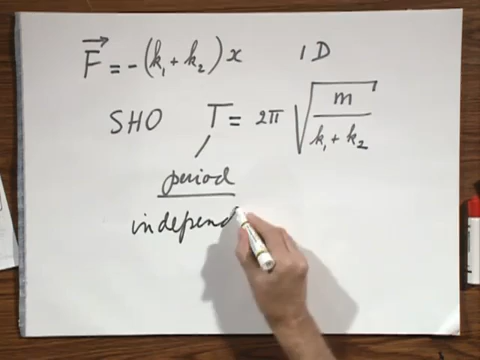 F⃗ = -(k₁ + k₂)x 1D
SHO T = 2π √(m / (k₁ + k₂))
period
independ